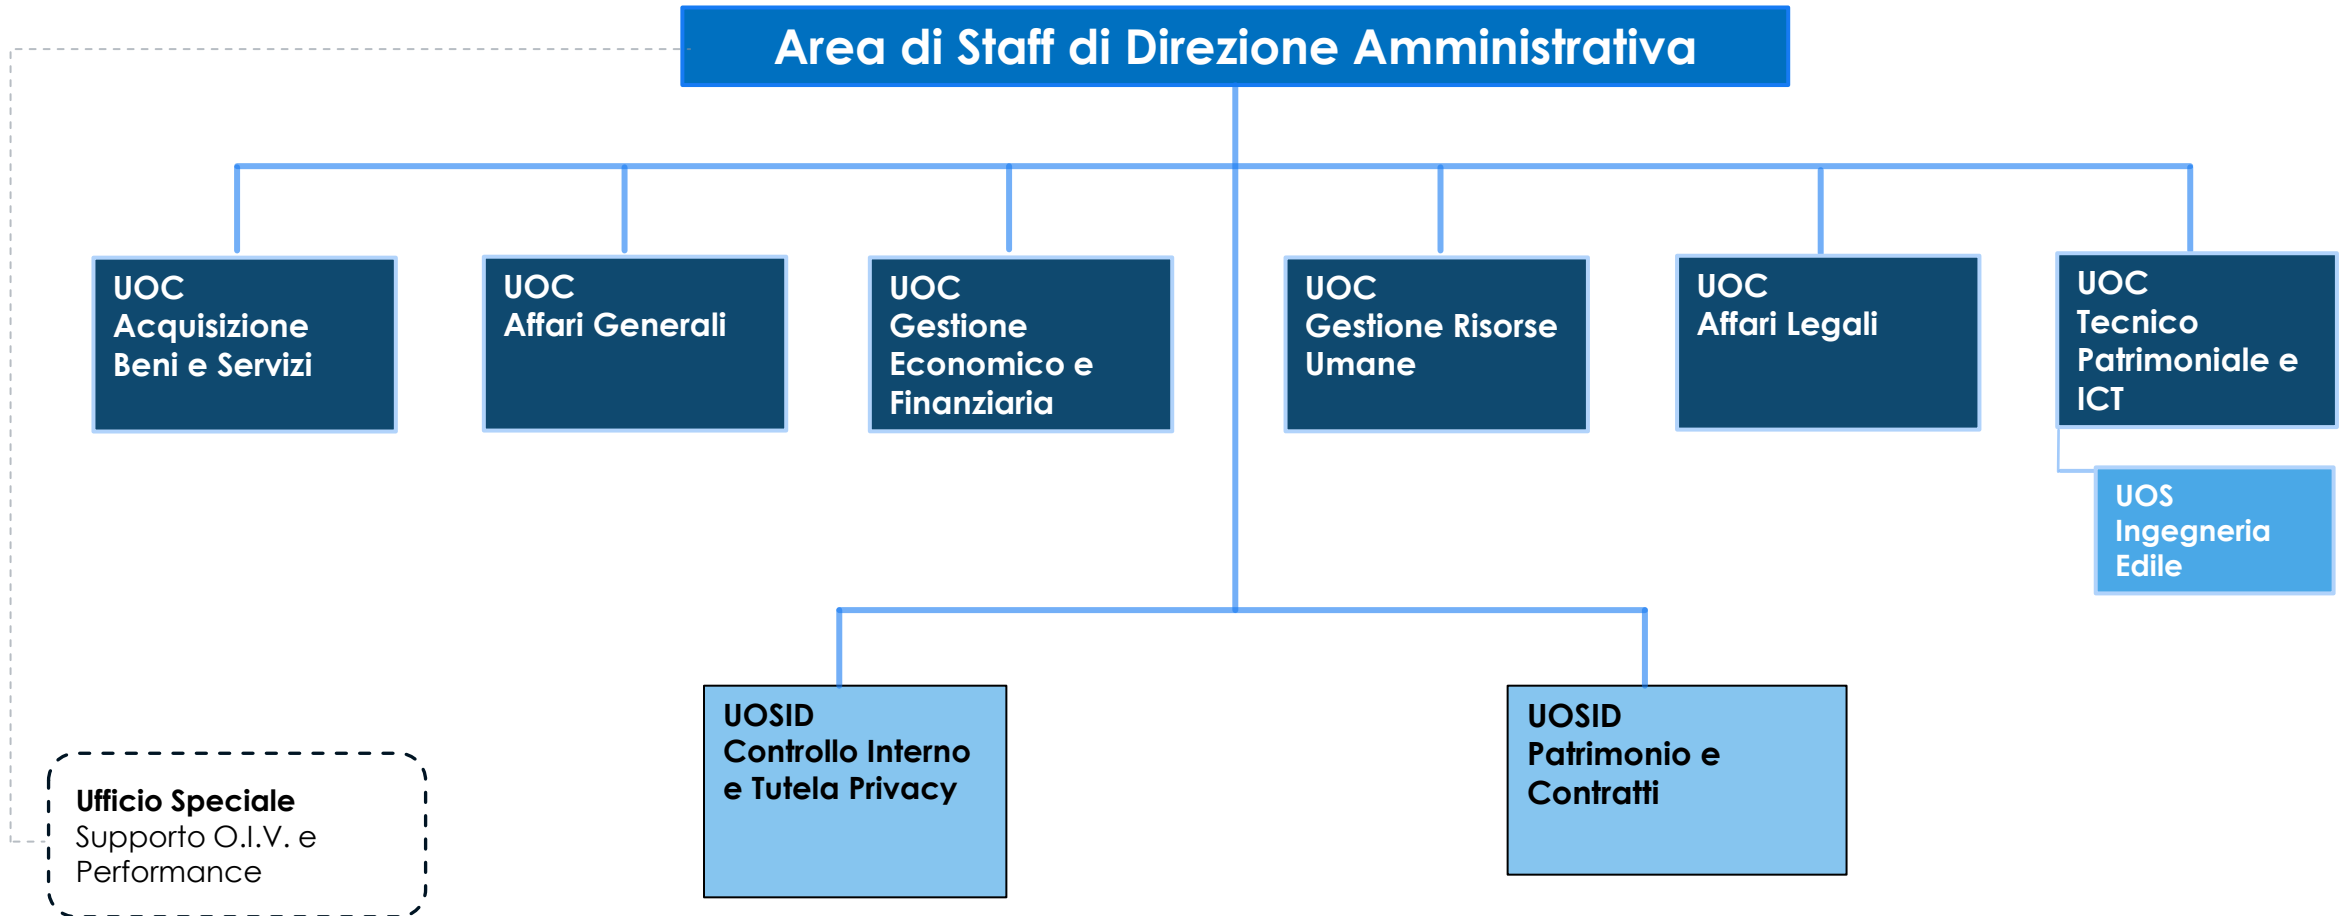 Area di Staff di Direzione Amministrativa
UOC
Acquisizione
Beni e Servizi
UOC
Affari Generali
UOC
Gestione
Economico e
Finanziaria
UOC
Gestione Risorse
Umane
UOC
Affari Legali
UOC
Tecnico
Patrimoniale e
ICT
UOS
Ingegneria
Edile
UOSID
Controllo Interno
e Tutela Privacy
UOSID
Patrimonio e
Contratti
Ufficio Speciale
Supporto O.I.V. e
Performance